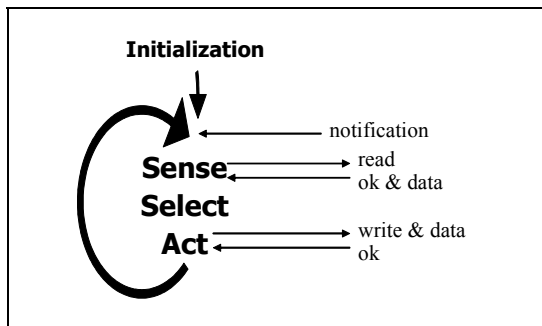 Initialization
notification
Sense
read
ok & data
Select
Act
write & data
ok